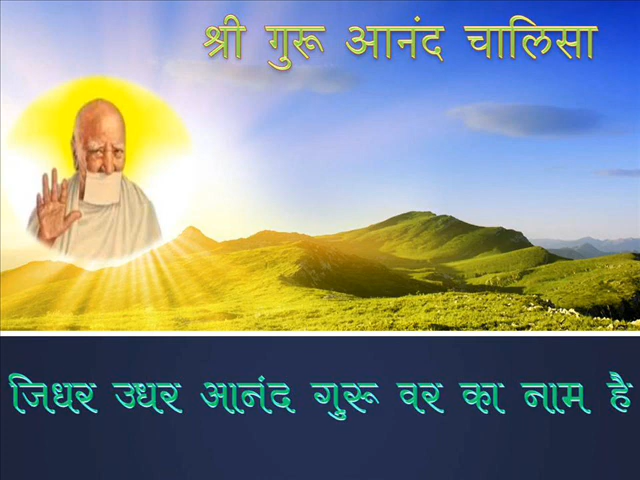 श्री गुरू आनंद चालिसा
जिधर उधर आनंद गुरू वर का नाम है